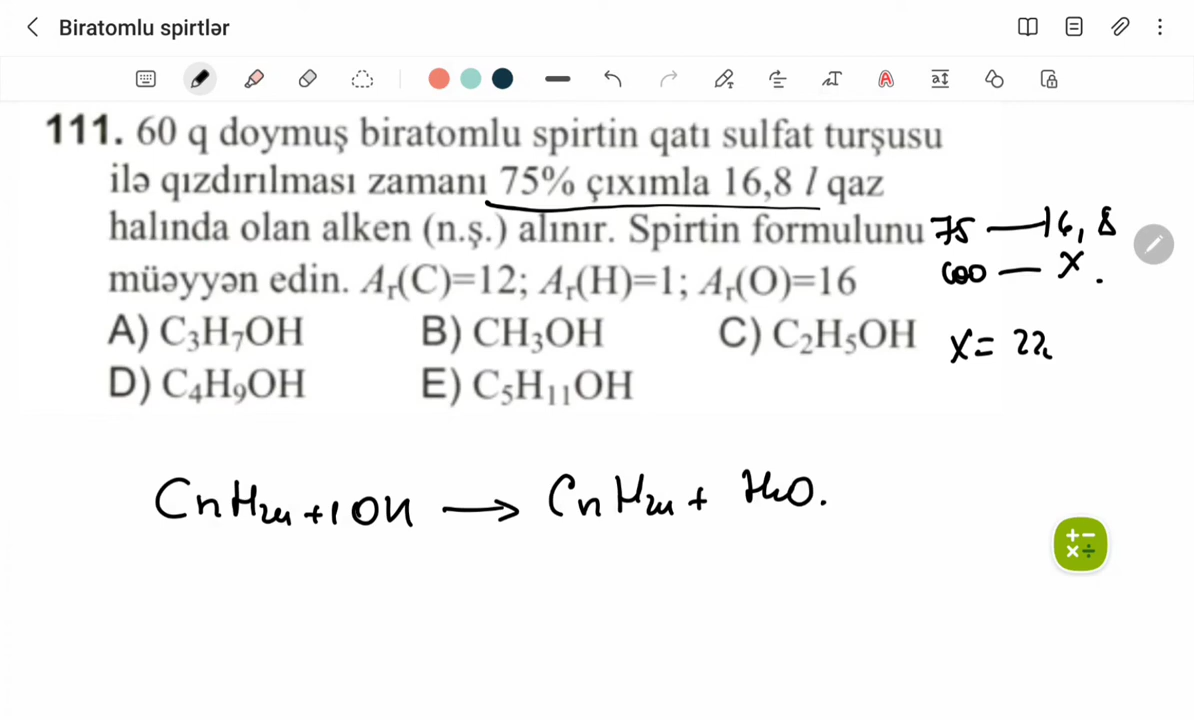 Biratomlu spirtlər
111. 60 q doymuş biratomlu spirtin qatı sulfat turşusu
ilə qızdırılması zamanı 75% çıxımla 16,8 l qaz
halında olan alken (n.ş.) alınır. Spirtin formulunu
müəyyən edin. Aᵣ(C)=12; Aᵣ(H)=1; Aᵣ(O)=16
A) C₃H₇OH B) CH₃OH C) C₂H₅OH
D) C₄H₉OH E) C₅H₁₁OH
75 — 16,8
100 — X.
X = 22
CnH2n+1OH → CnH2n + H2O.